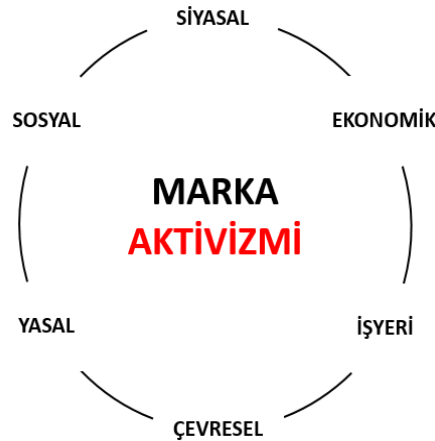 SİYASAL
SOSYAL
EKONOMİK
MARKA
AKTİVİZMİ
YASAL
İŞYERİ
ÇEVRESEL